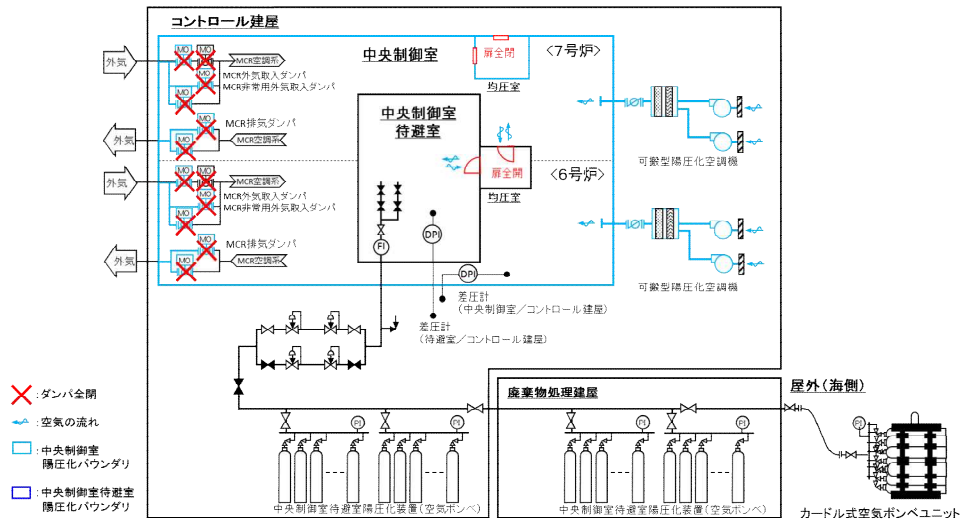 コントロール建屋
中央制御室
〈7号炉〉
扉全閉
均圧室
外気
MO
MO
MCR空調系
MO
MCR外気取入ダンパ
MCR非常用外気取入ダンパ
MO
外気
MO
MCR排気ダンパ
MO
MCR空調系
中央制御室
待避室
扉全開
均圧室
〈6号炉〉
可搬型陽圧化空調機
外気
MO
MO
MCR空調系
MO
MCR外気取入ダンパ
MCR非常用外気取入ダンパ
MO
外気
MO
MCR排気ダンパ
MO
MCR空調系
FI
DPI
DPI
可搬型陽圧化空調機
差圧計
(中央制御室/コントロール建屋)
差圧計
(待避室/コントロール建屋)
:ダンパ全閉
:空気の流れ
:中央制御室
陽圧化バウンダリ
:中央制御室待避室
陽圧化バウンダリ
廃棄物処理建屋
屋外(海側)
PI
PI
PI
PI
PI
中央制御室待避室陽圧化装置(空気ボンベ)
中央制御室待避室陽圧化装置(空気ボンベ)
カードル式空気ボンベユニット